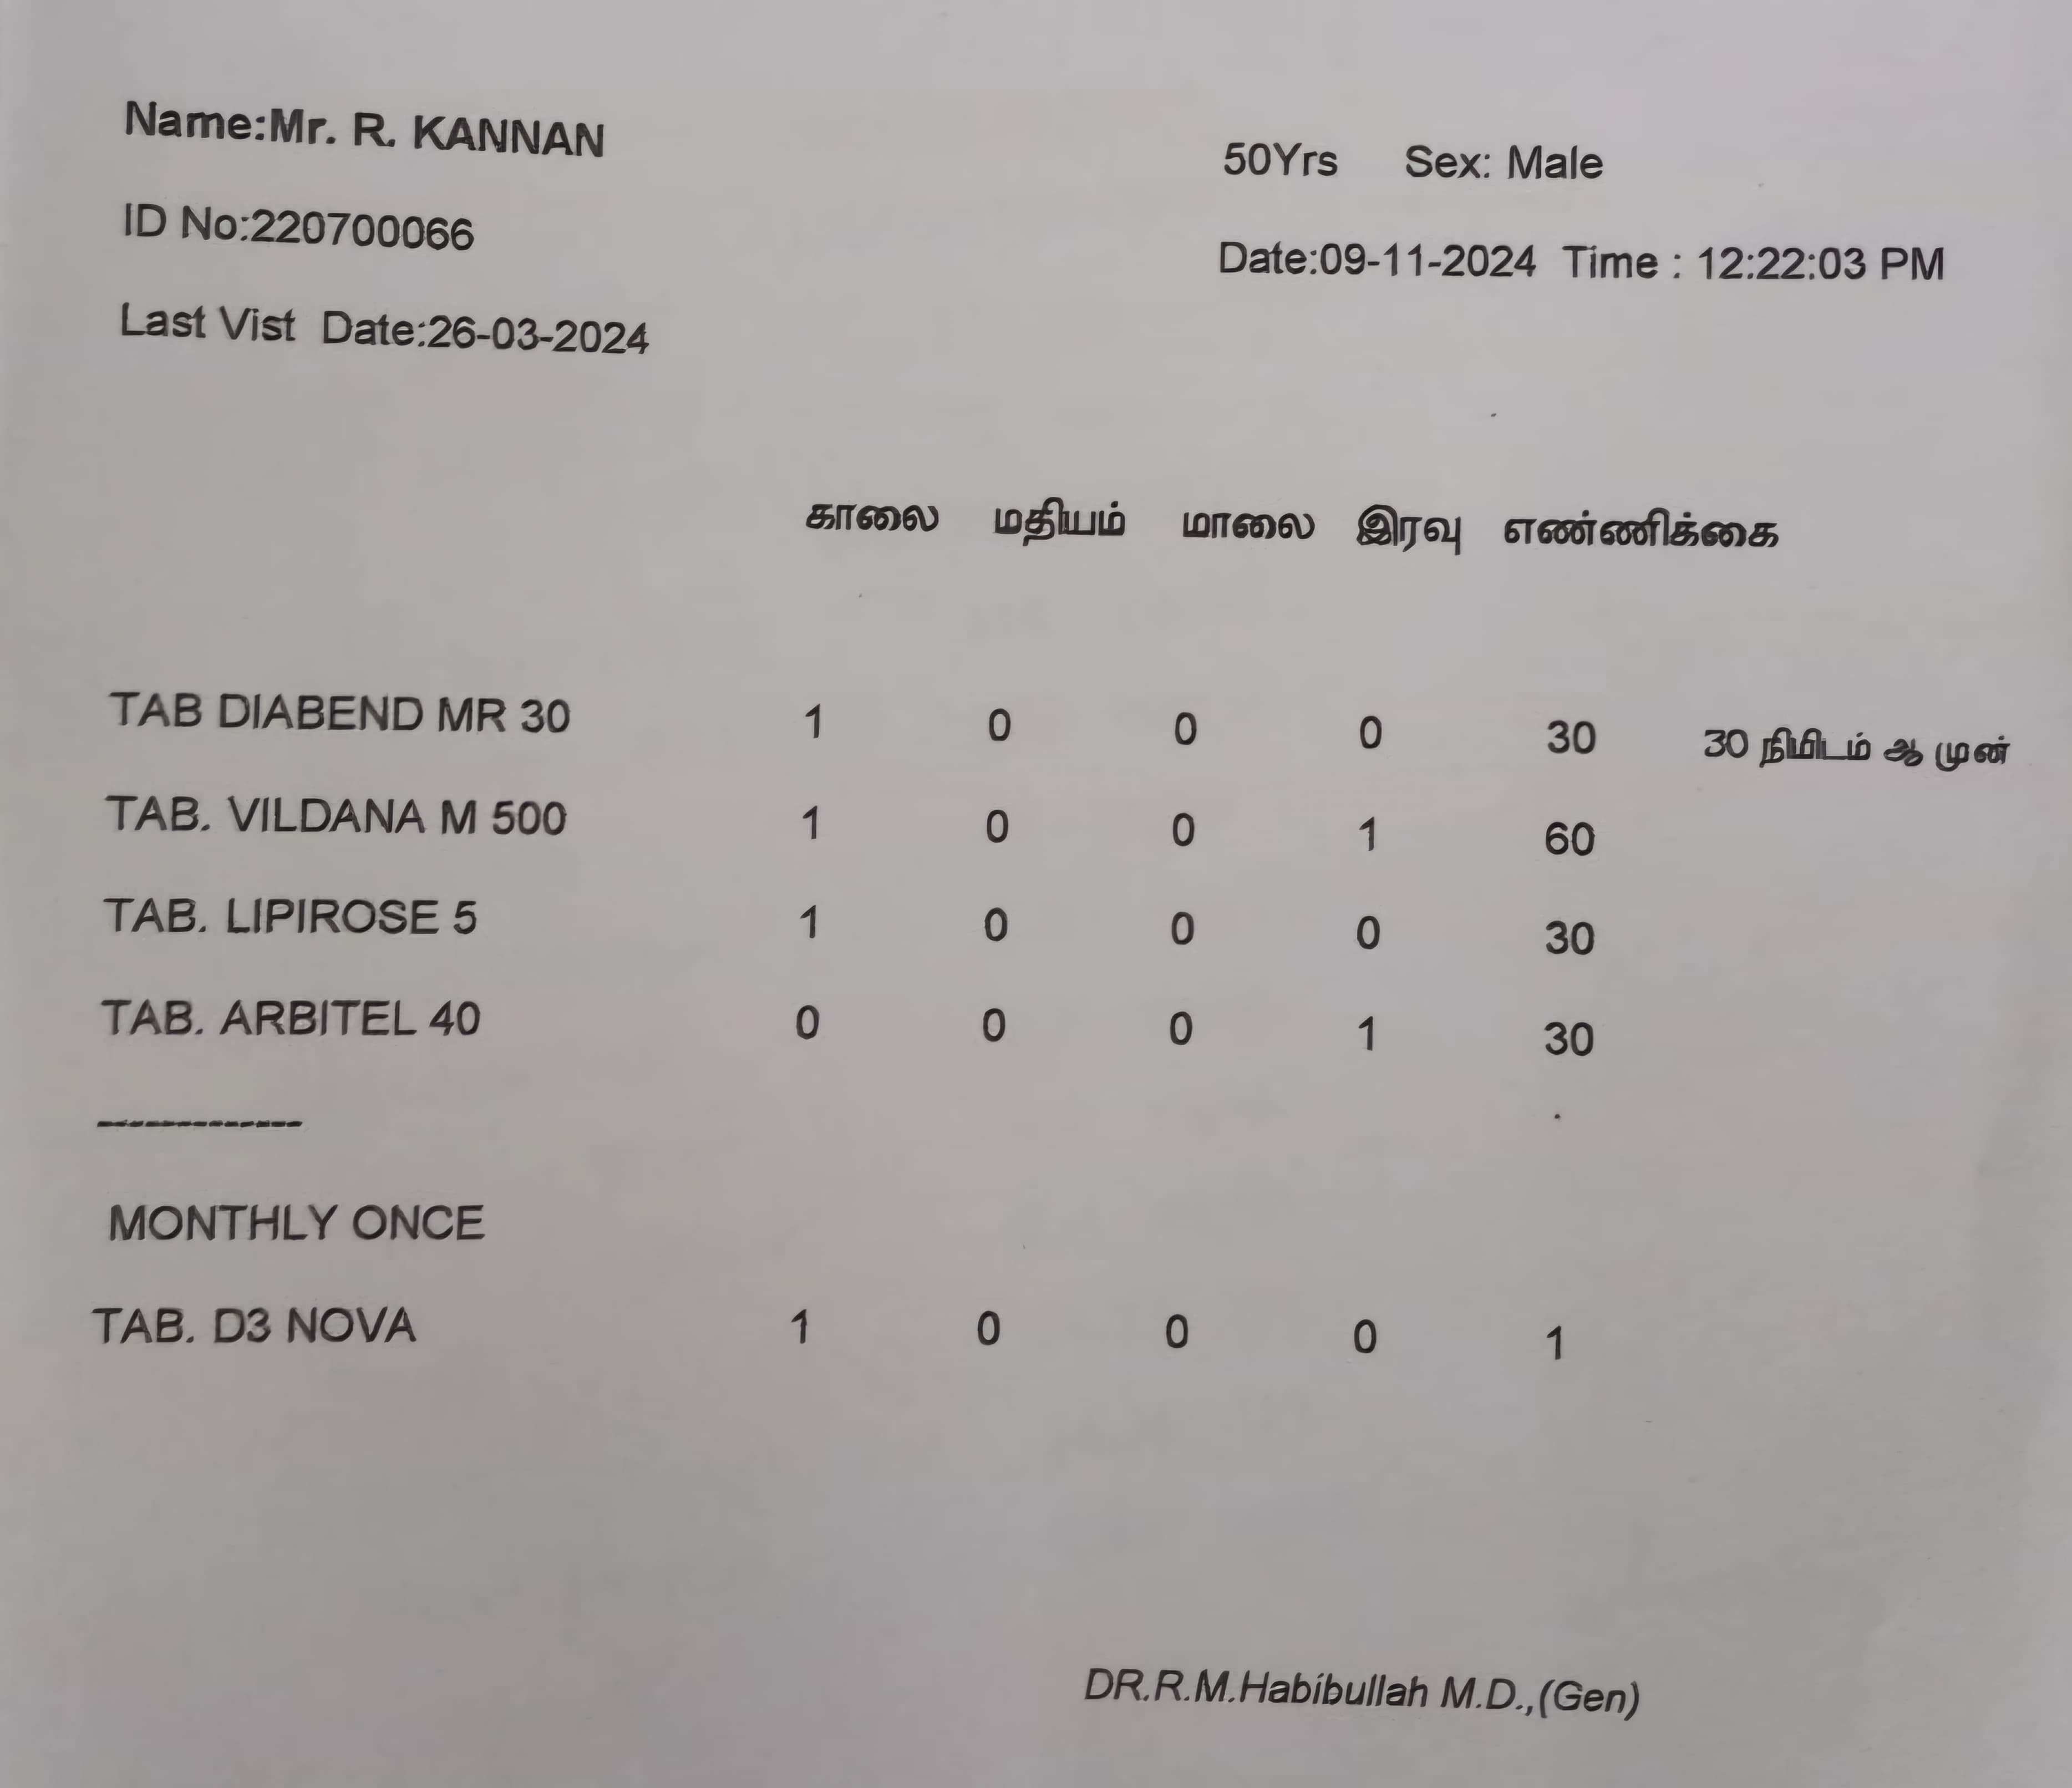 Name:Mr. R. KANNAN 50Yrs Sex: Male
ID No:220700066 Date:09-11-2024 Time : 12:22:03 PM
Last Vist Date:26-03-2024
காலை மதியம் மாலை இரவு எண்ணிக்கை
TAB DIABEND MR 30 1 0 0 0 30 30 நிமிடம் ஆ முன்
TAB. VILDANA M 500 1 0 0 1 60
TAB. LIPIROSE 5 1 0 0 0 30
TAB. ARBITEL 40 0 0 0 1 30
-------------
MONTHLY ONCE
TAB. D3 NOVA 1 0 0 0 1
DR.R.M.Habibullah M.D.,(Gen)